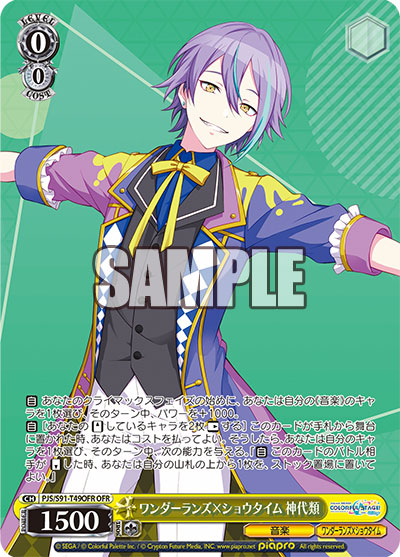 LEVEL
0
0
COST
SAMPLE
自 あなたのクライマックスフェイズの始めに、あなたは自分の《音楽》のキャ
ラを1枚選び、そのターン中、パワーを＋1000。
自 ［あなたの しているキャラを2枚 する］ このカードが手札から舞台
に置かれた時、あなたはコストを払ってよい。そうしたら、あなたは自分のキャ
ラを1枚選び、そのターン中、次の能力を与える。『自 このカードのバトル相
手が した時、あなたは自分の山札の上から1枚を、ストック置場に置いて
よい。』
CH PJS/S91-T49OFR OFR
ワンダーランズ×ショウタイム 神代類
POWER
1500
SOUL
音楽
ワンダーランズ×ショウタイム
© SEGA / © Colorful Palette Inc. / © Crypton Future Media, INC. www.piapro.net piapro All rights reserved.